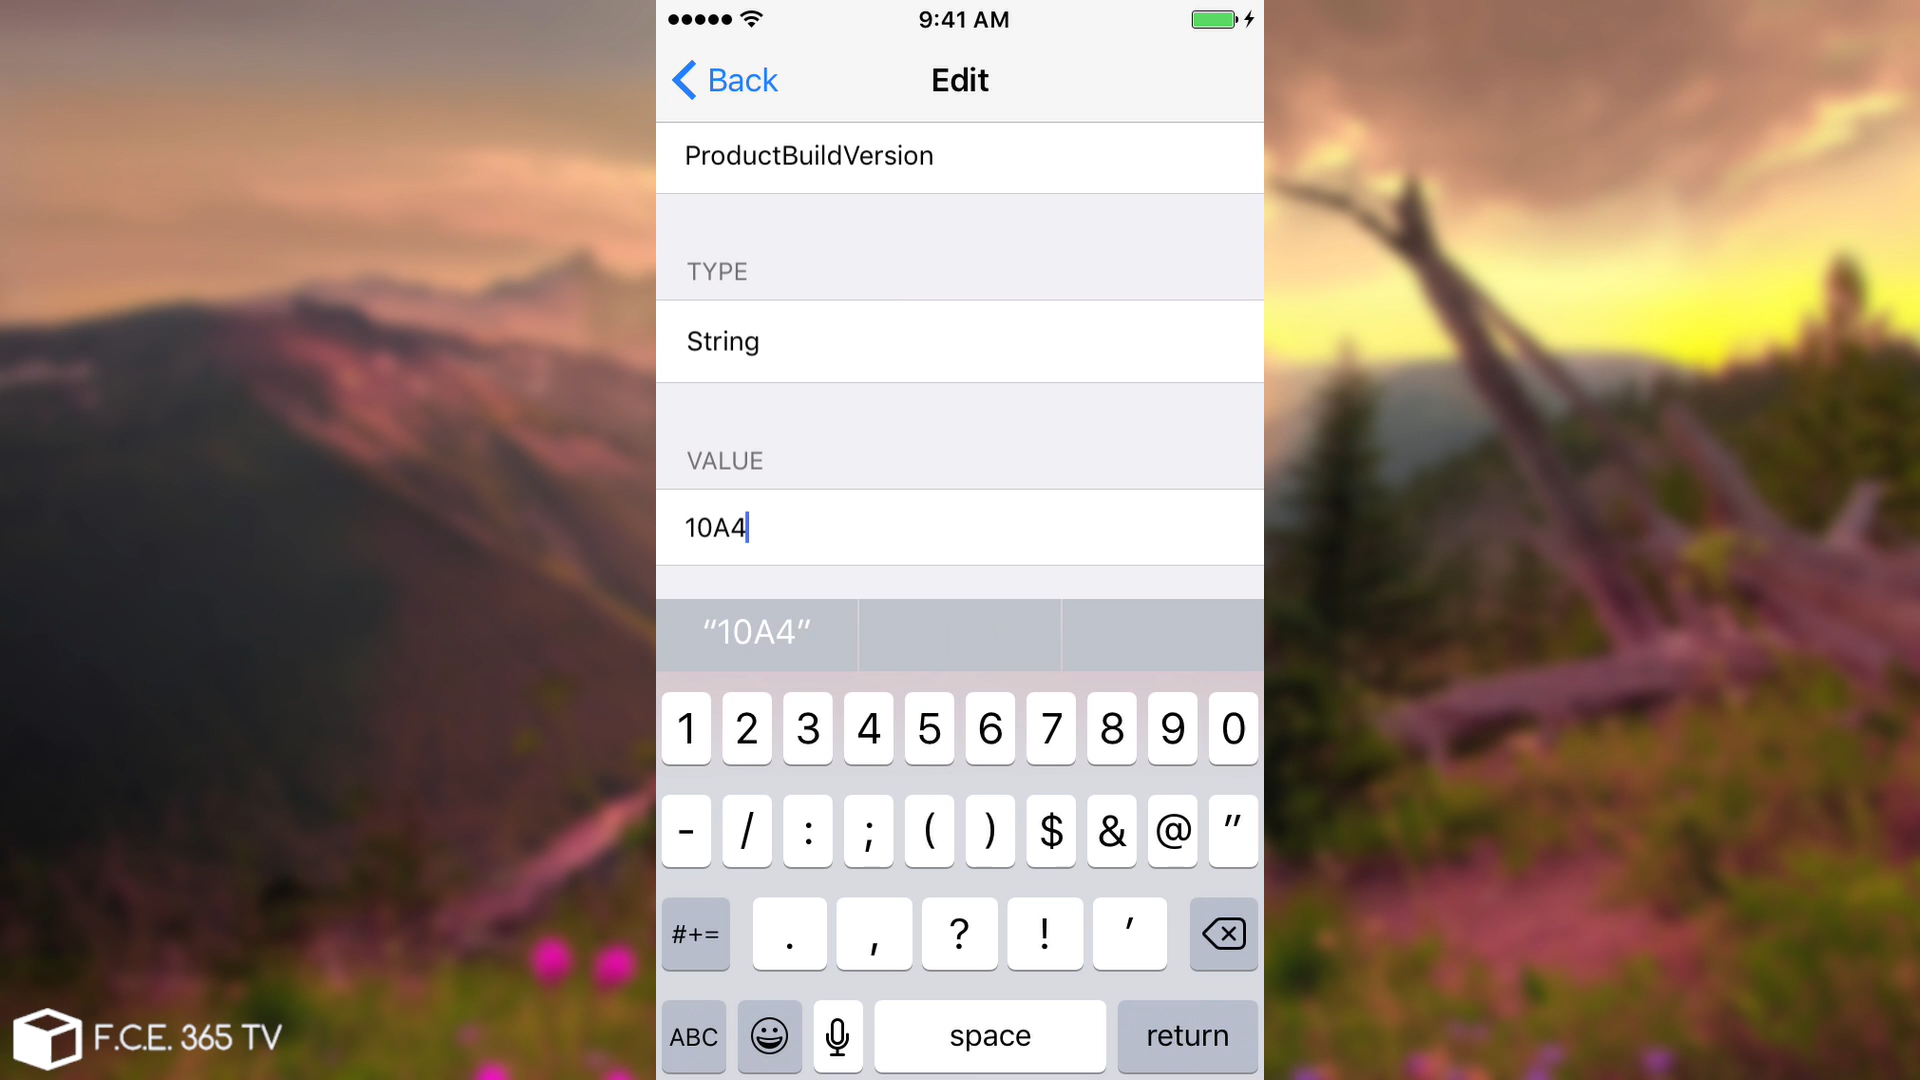 9:41 AM
Back
Edit
ProductBuildVersion
TYPE
String
VALUE
10A4
“10A4”
1 2 3 4 5 6 7 8 9 0
- / : ; ( ) $ & @ "
#+= . , ? ! '
ABC space return
F.C.E. 365 TV